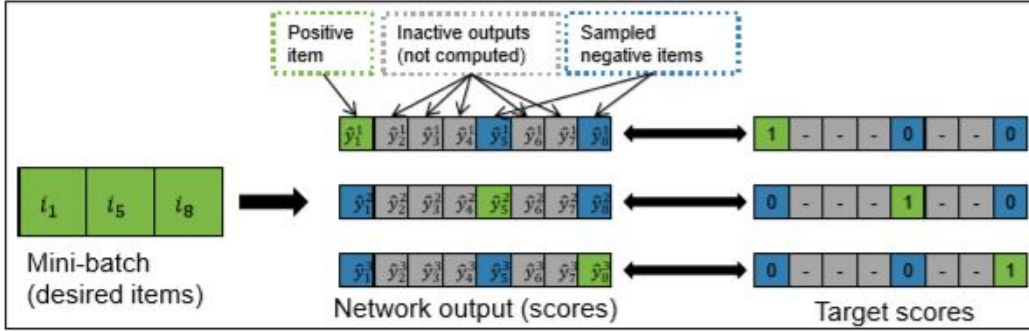 Positive item
Inactive outputs (not computed)
Sampled negative items
ŷ₁¹ ŷ₂¹ ŷ₃¹ ŷ₄¹ ŷ₅¹ ŷ₆¹ ŷ₇¹ ŷ₈¹
1 - - - 0 - - 0
i₁ i₅ i₈
ŷ₁² ŷ₂² ŷ₃² ŷ₄² ŷ₅² ŷ₆² ŷ₇² ŷ₈²
0 - - - 1 - - 0
ŷ₁³ ŷ₂³ ŷ₃³ ŷ₄³ ŷ₅³ ŷ₆³ ŷ₇³ ŷ₈³
0 - - - 0 - - 1
Mini-batch
(desired items)
Network output (scores)
Target scores